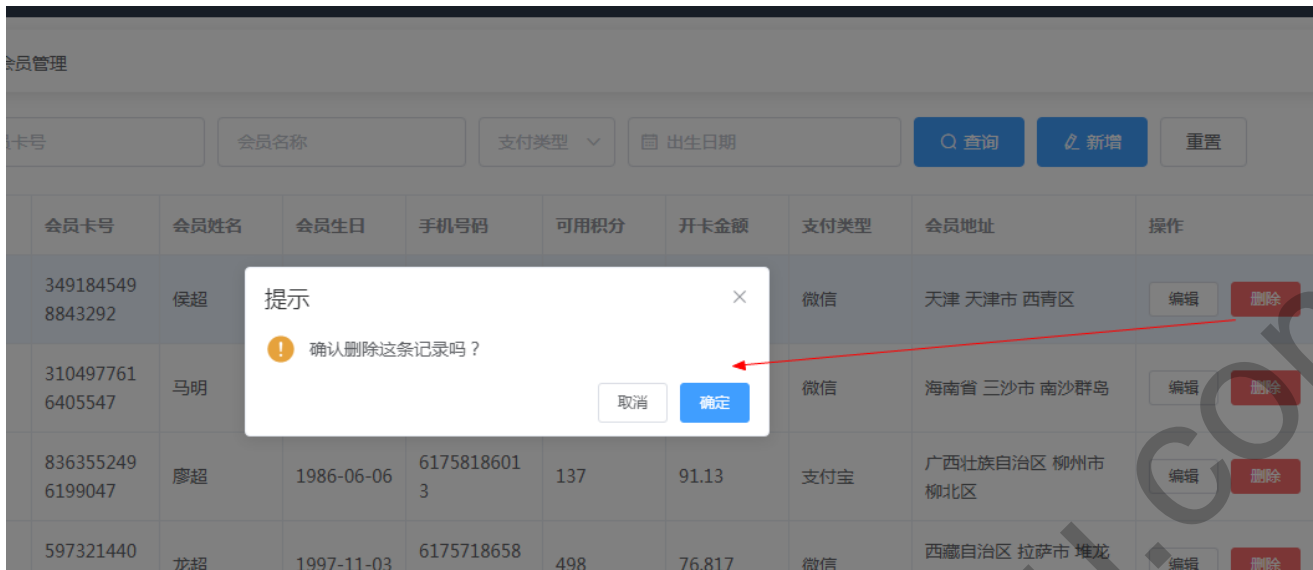 会员管理
卡号
会员名称
支付类型
出生日期
查询
新增
重置
会员卡号 会员姓名 会员生日 手机号码 可用积分 开卡金额 支付类型 会员地址 操作
349184549
8843292
侯超
微信
天津 天津市 西青区
编辑
删除
提示
确认删除这条记录吗？
取消
确定
310497761
6405547
马明
微信
海南省 三沙市 南沙群岛
编辑
删除
836355249
6199047
廖超
1986-06-06
6175818601
3
137
91.13
支付宝
广西壮族自治区 柳州市
柳北区
编辑
删除
597321440
龙超
1997-11-03
6175718658
498
76.817
微信
西藏自治区 拉萨市 堆龙
编辑
删除